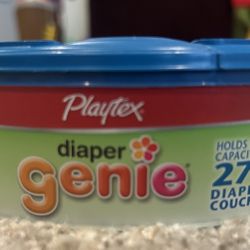 Playtex
diaper
genie
HOLDS
CAPACI
27
DIAPE
COUCH